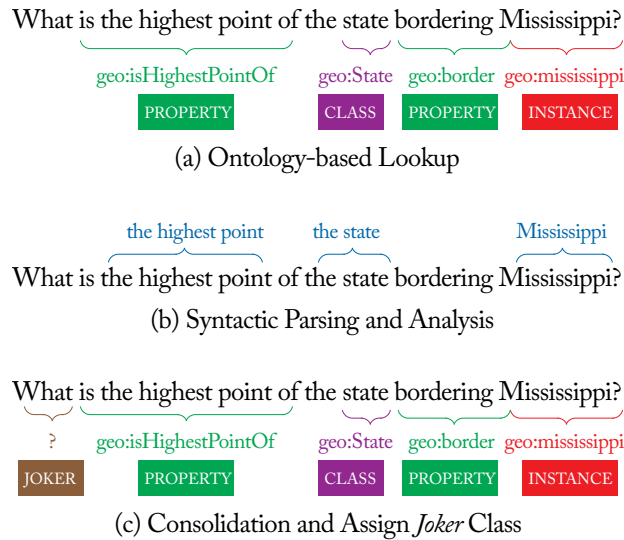 What is the highest point of the state bordering Mississippi?
geo:isHighestPointOf geo:State geo:border geo:mississippi
PROPERTY CLASS PROPERTY INSTANCE
(a) Ontology-based Lookup
the highest point the state Mississippi
What is the highest point of the state bordering Mississippi?
(b) Syntactic Parsing and Analysis
What is the highest point of the state bordering Mississippi?
? geo:isHighestPointOf geo:State geo:border geo:mississippi
JOKER PROPERTY CLASS PROPERTY INSTANCE
(c) Consolidation and Assign Joker Class